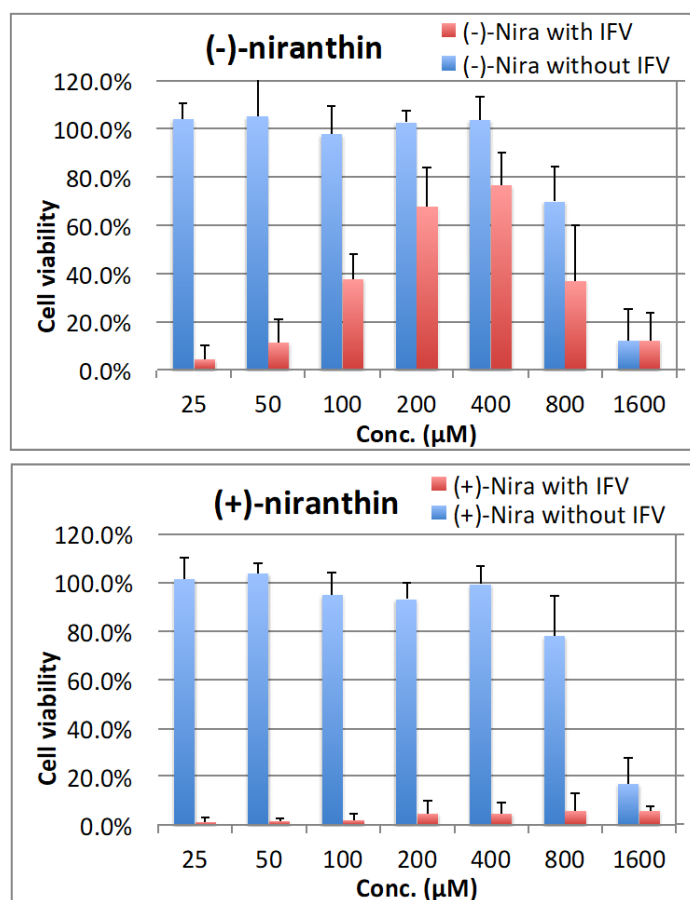 (-)-niranthin
(-)-Nira with IFV
(-)-Nira without IFV
120.0%
100.0%
80.0%
60.0%
40.0%
20.0%
0.0%
Cell viability
25 50 100 200 400 800 1600
Conc. (μM)
(+)-niranthin
(+)-Nira with IFV
(+)-Nira without IFV
120.0%
100.0%
80.0%
60.0%
40.0%
20.0%
0.0%
Cell viability
25 50 100 200 400 800 1600
Conc. (μM)